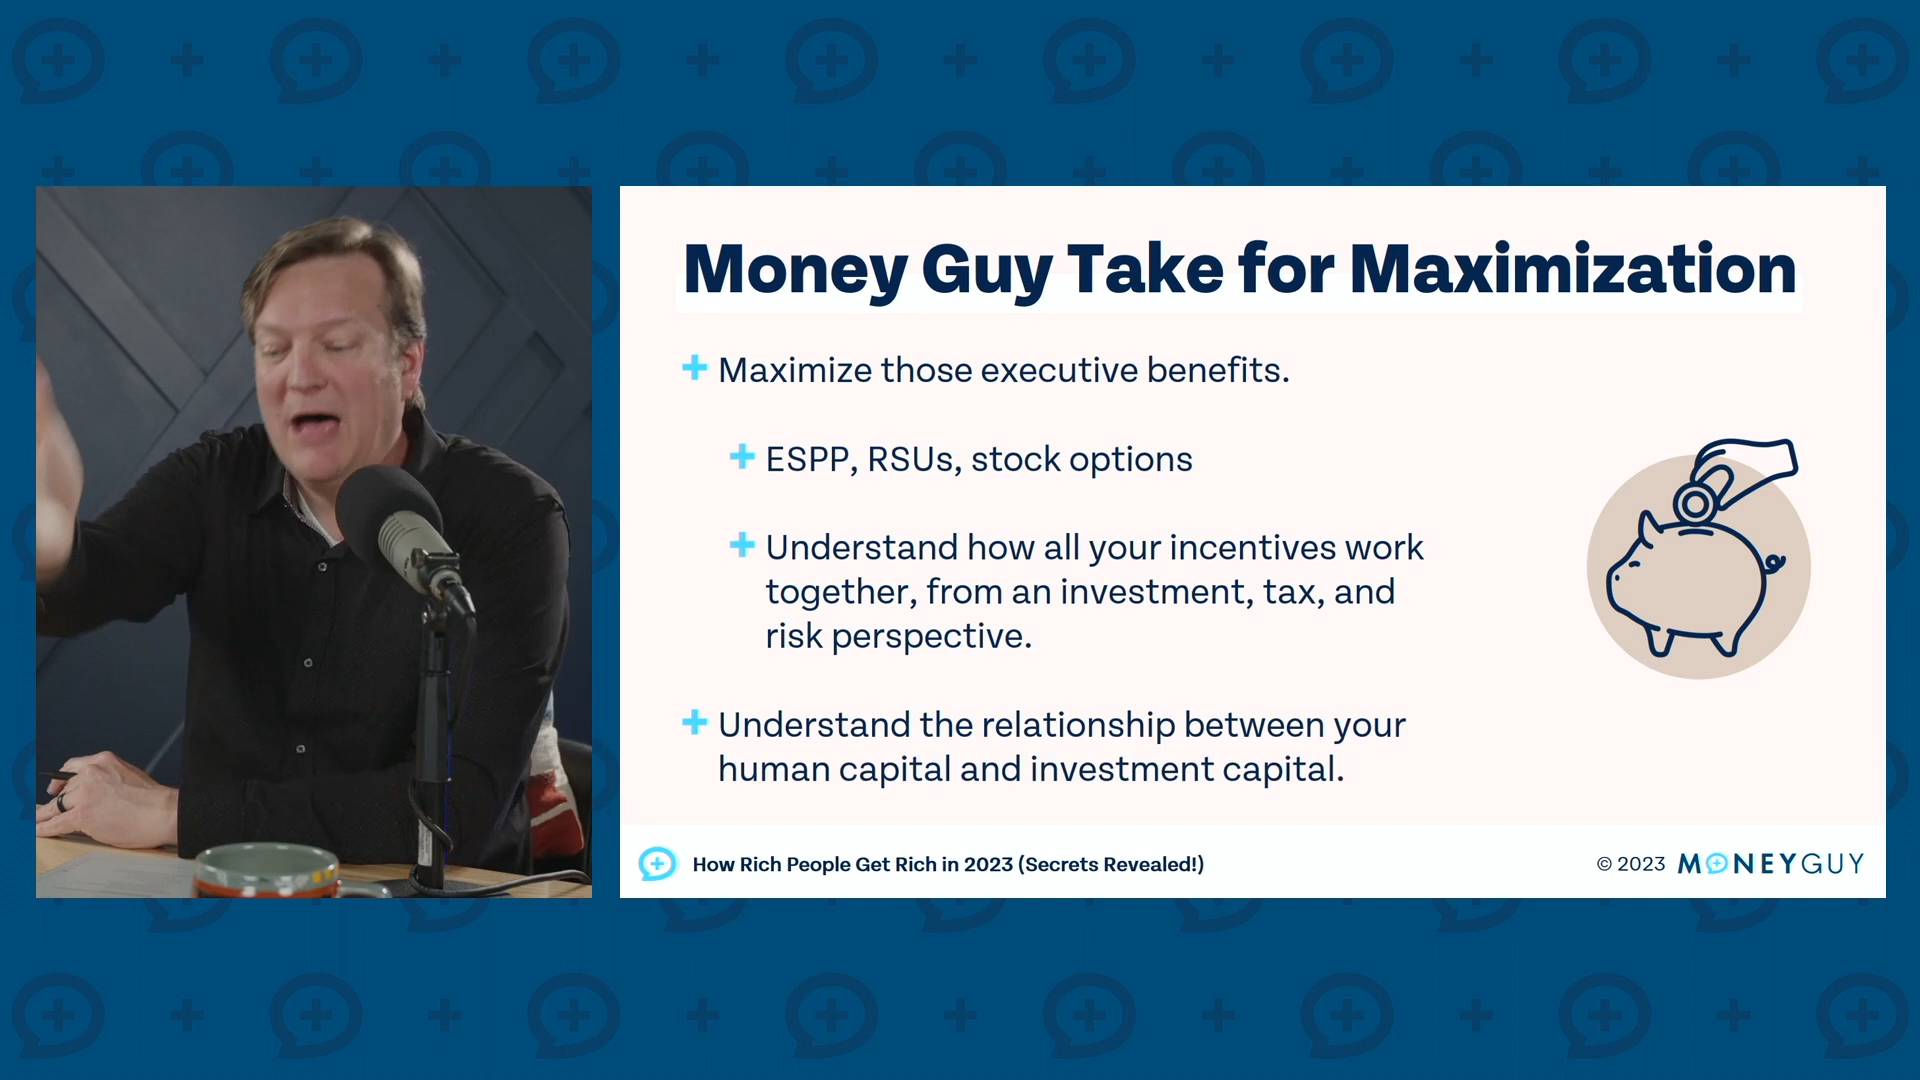 Money Guy Take for Maximization
Maximize those executive benefits.
ESPP, RSUs, stock options
Understand how all your incentives work
together, from an investment, tax, and
risk perspective.
Understand the relationship between your
human capital and investment capital.
How Rich People Get Rich in 2023 (Secrets Revealed!)
© 2023 MONEYGUY